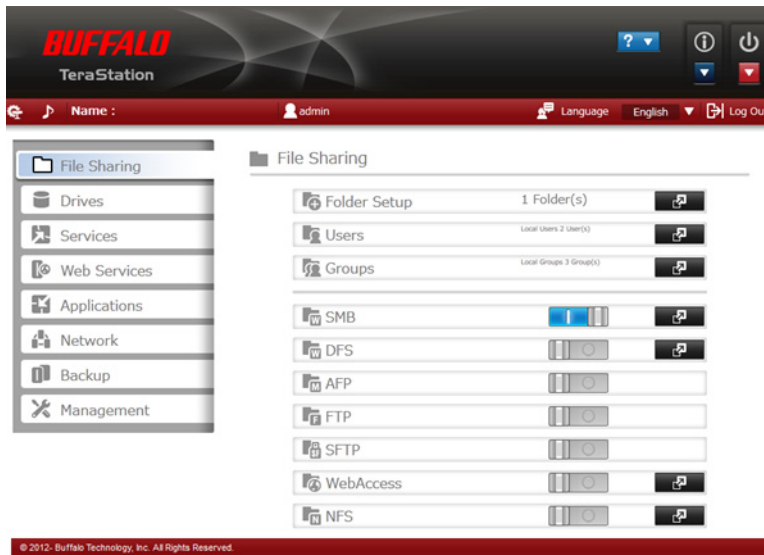 BUFFALO
TeraStation
?
Name :
admin
Language English
Log Ou
File Sharing
Drives
Services
Web Services
Applications
Network
Backup
Management
File Sharing
Folder Setup 1 Folder(s)
Users Local Users 2 User(s)
Groups Local Groups 3 Group(s)
SMB
DFS
AFP
FTP
SFTP
WebAccess
NFS
© 2012- Buffalo Technology, Inc. All Rights Reserved.